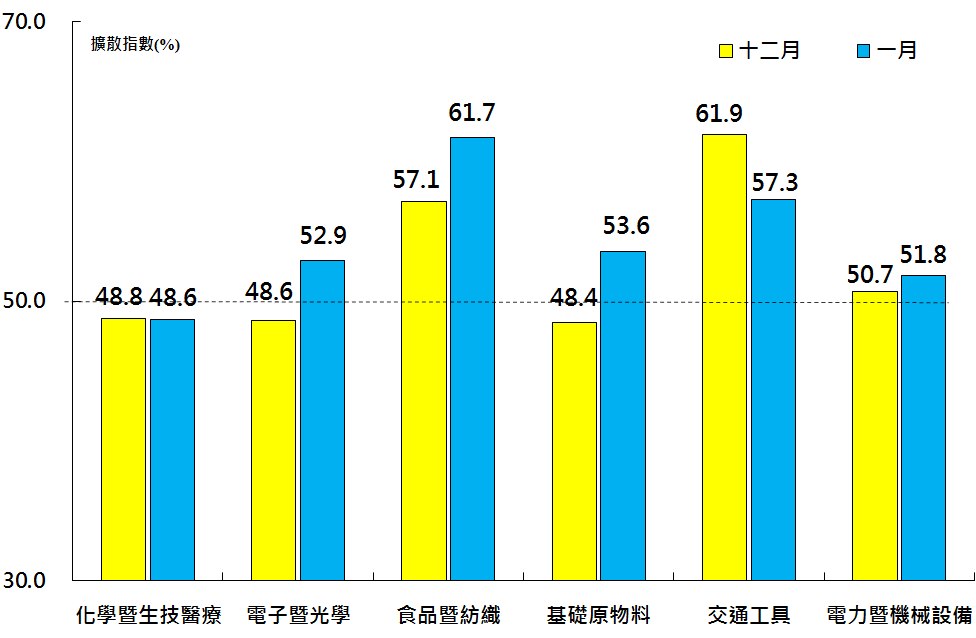 70.0
擴散指數(%)
十二月 一月
61.7
61.9
57.1
57.3
52.9
53.6
51.8
50.7
48.8 48.6 48.6 48.4
50.0
30.0
化學暨生技醫療 電子暨光學 食品暨紡織 基礎原物料 交通工具 電力暨機械設備